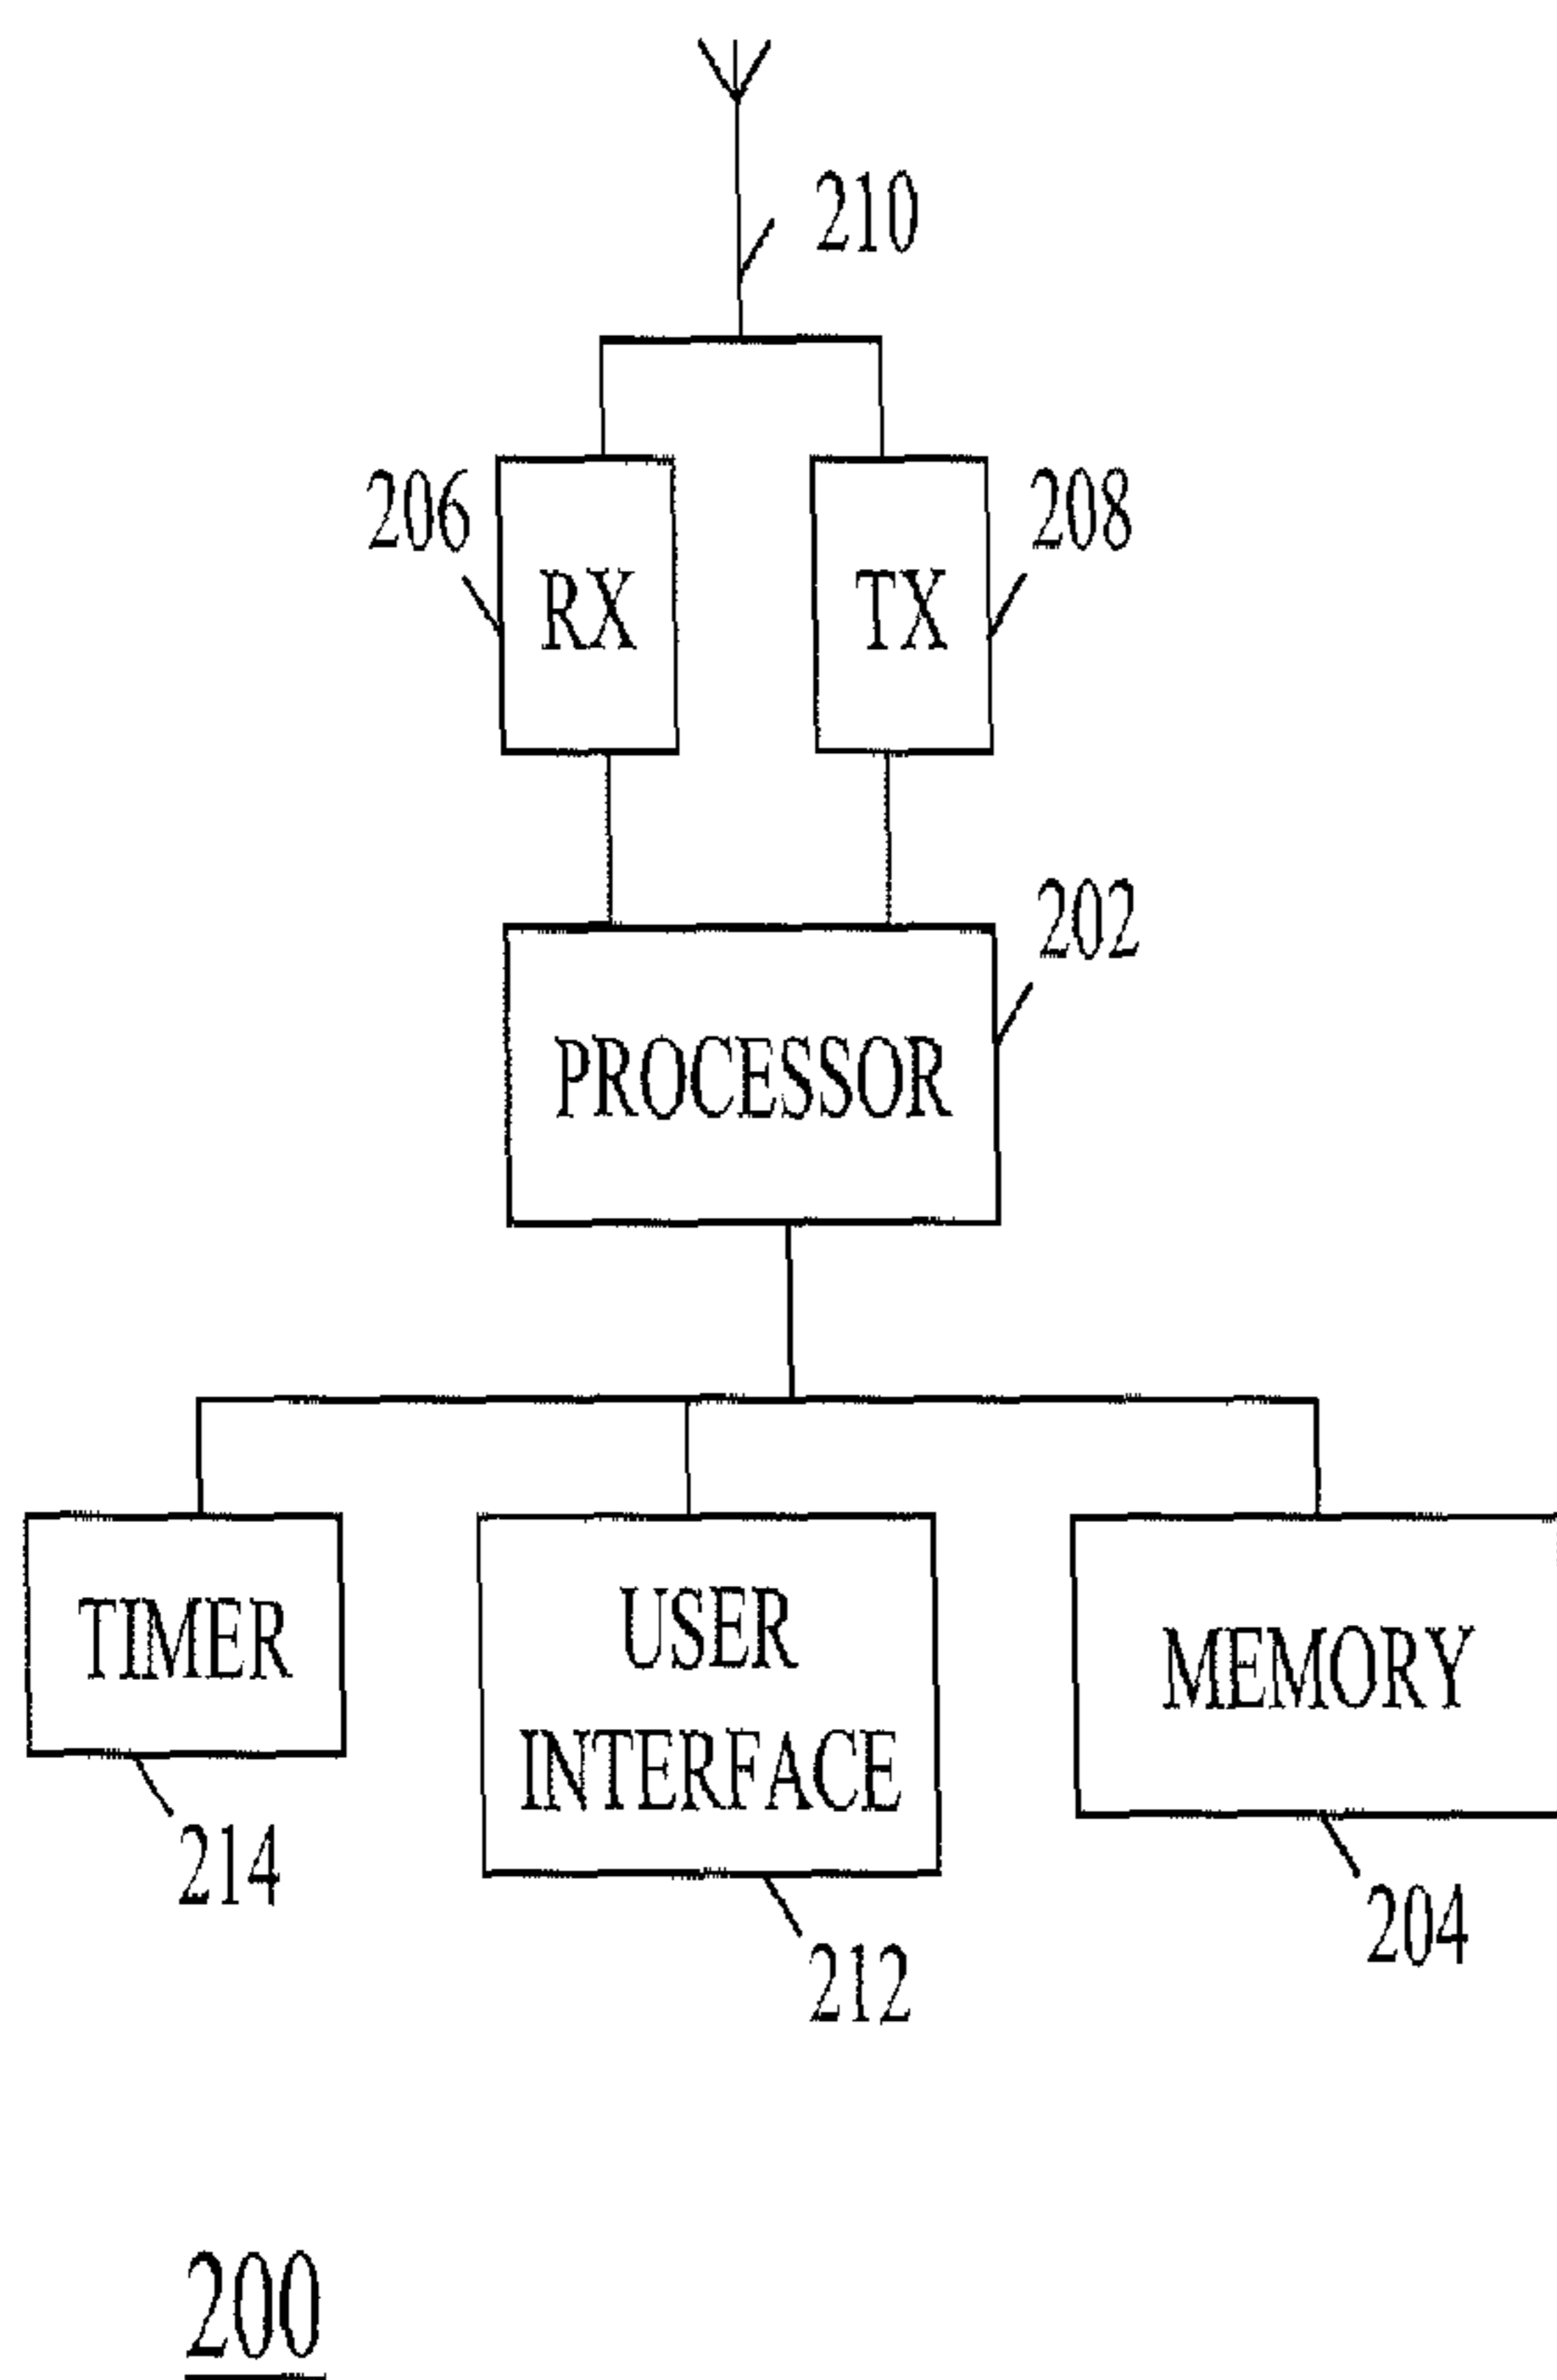 210
206
208
RX
TX
202
PROCESSOR
TIMER
USER
INTERFACE
MEMORY
214
212
204
200